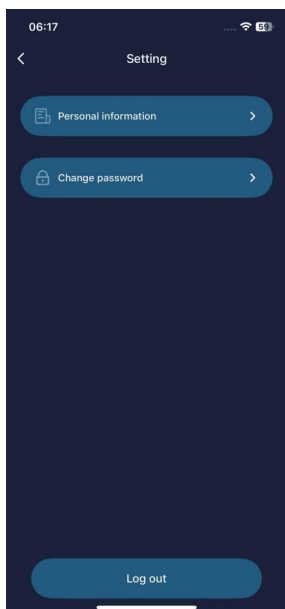 06:17
59
Setting
Personal information
Change password
Log out